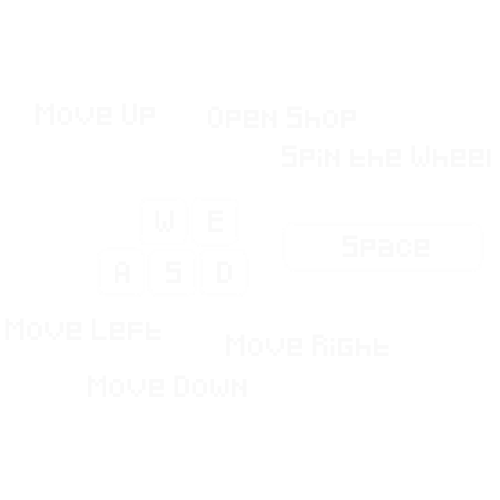 Move Up
Open Shop
Spin the Wheel
W E
Space
A S D
Move Left
Move Right
Move Down